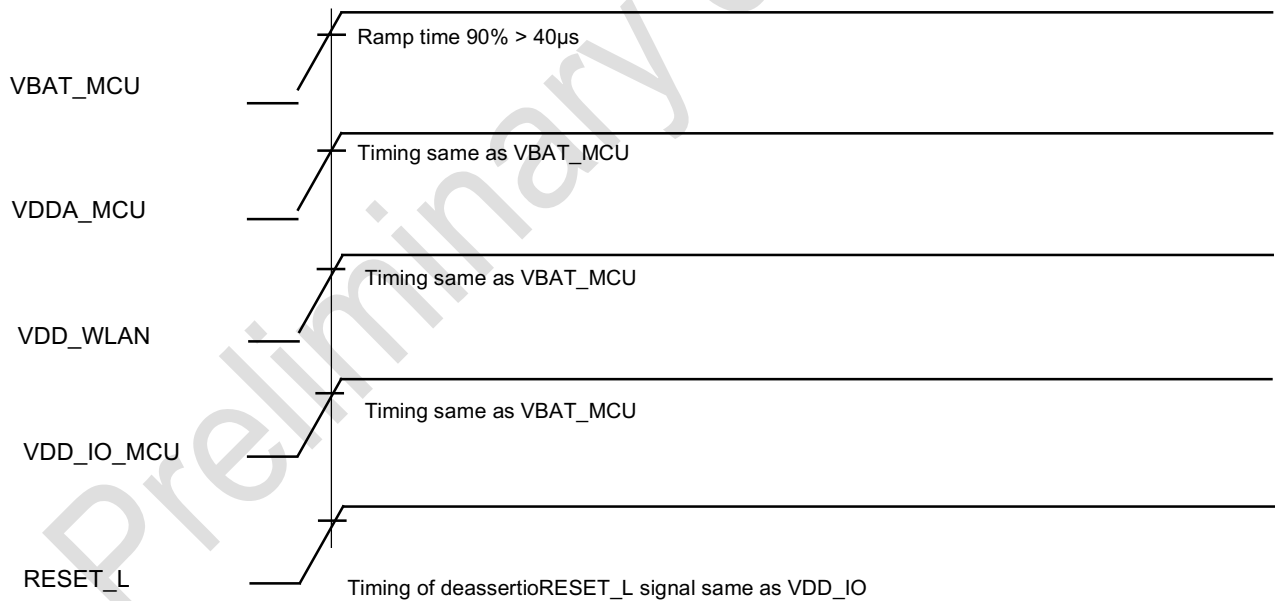 Ramp time 90% > 40µs
VBAT_MCU
Timing same as VBAT_MCU
VDDA_MCU
Timing same as VBAT_MCU
VDD_WLAN
Timing same as VBAT_MCU
VDD_IO_MCU
RESET_L
Timing of deassertioRESET_L signal same as VDD_IO
Preliminary